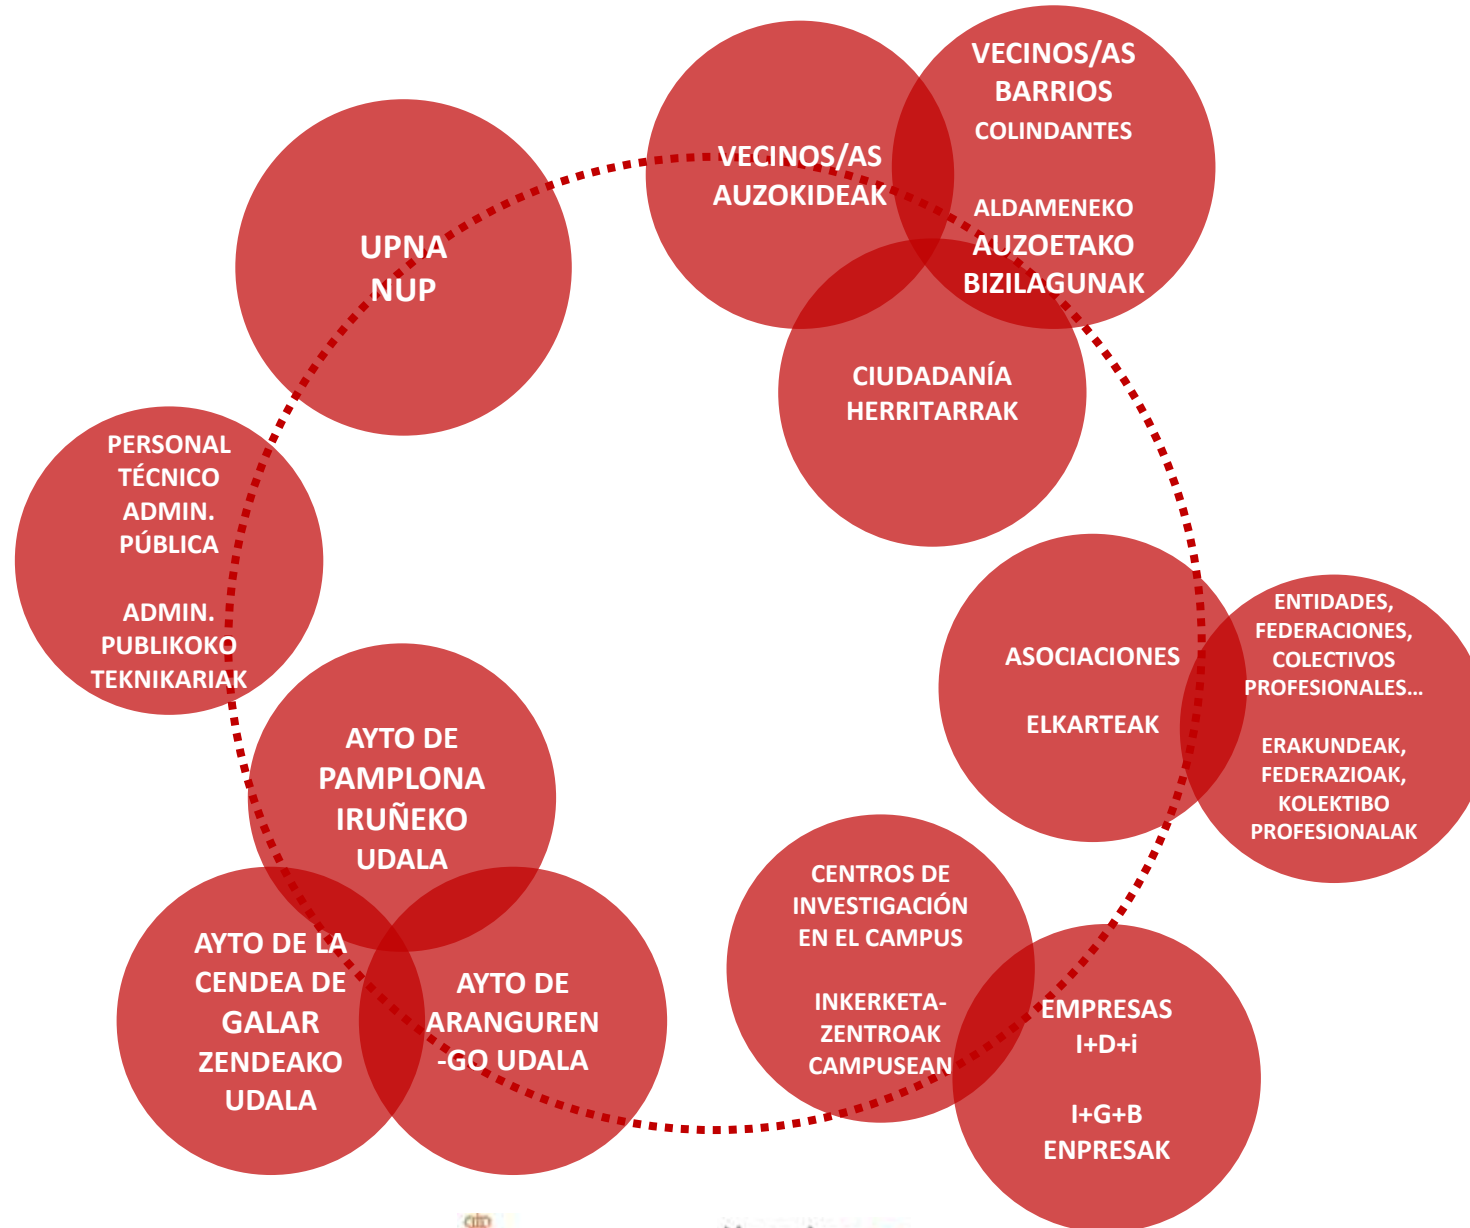 VECINOS/AS
BARRIOS
COLINDANTES
ALDAMENEKO
AUZOETAKO
BIZILAGUNAK
VECINOS/AS
AUZOKIDEAK
UPNA
NUP
CIUDADANÍA
HERRITARRAK
PERSONAL
TÉCNICO
ADMIN.
PÚBLICA
ADMIN.
PUBLIKOKO
TEKNIKARIAK
ASOCIACIONES
ELKARTEAK
ENTIDADES,
FEDERACIONES,
COLECTIVOS
PROFESIONALES...
ERAKUNDEAK,
FEDERAZIOAK,
KOLEKTIBO
PROFESIONALAK
AYTO DE
PAMPLONA
IRUÑEKO
UDALA
AYTO DE LA
CENDEA DE
GALAR
ZENDEAKO
UDALA
AYTO DE
ARANGUREN
-GO UDALA
CENTROS DE
INVESTIGACIÓN
EN EL CAMPUS
INKERKETA-
ZENTROAK
CAMPUSEAN
EMPRESAS
I+D+i
I+G+B
ENPRESAK